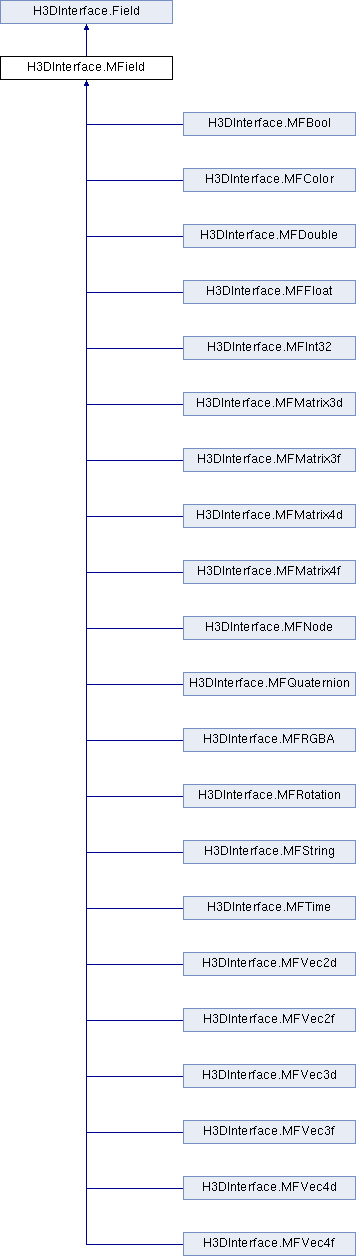 H3DInterface.Field
H3DInterface.MField
H3DInterface.MFBool
H3DInterface.MFColor
H3DInterface.MFDouble
H3DInterface.MFFloat
H3DInterface.MFInt32
H3DInterface.MFMatrix3d
H3DInterface.MFMatrix3f
H3DInterface.MFMatrix4d
H3DInterface.MFMatrix4f
H3DInterface.MFNode
H3DInterface.MFQuaternion
H3DInterface.MFRGBA
H3DInterface.MFRotation
H3DInterface.MFString
H3DInterface.MFTime
H3DInterface.MFVec2d
H3DInterface.MFVec2f
H3DInterface.MFVec3d
H3DInterface.MFVec3f
H3DInterface.MFVec4d
H3DInterface.MFVec4f